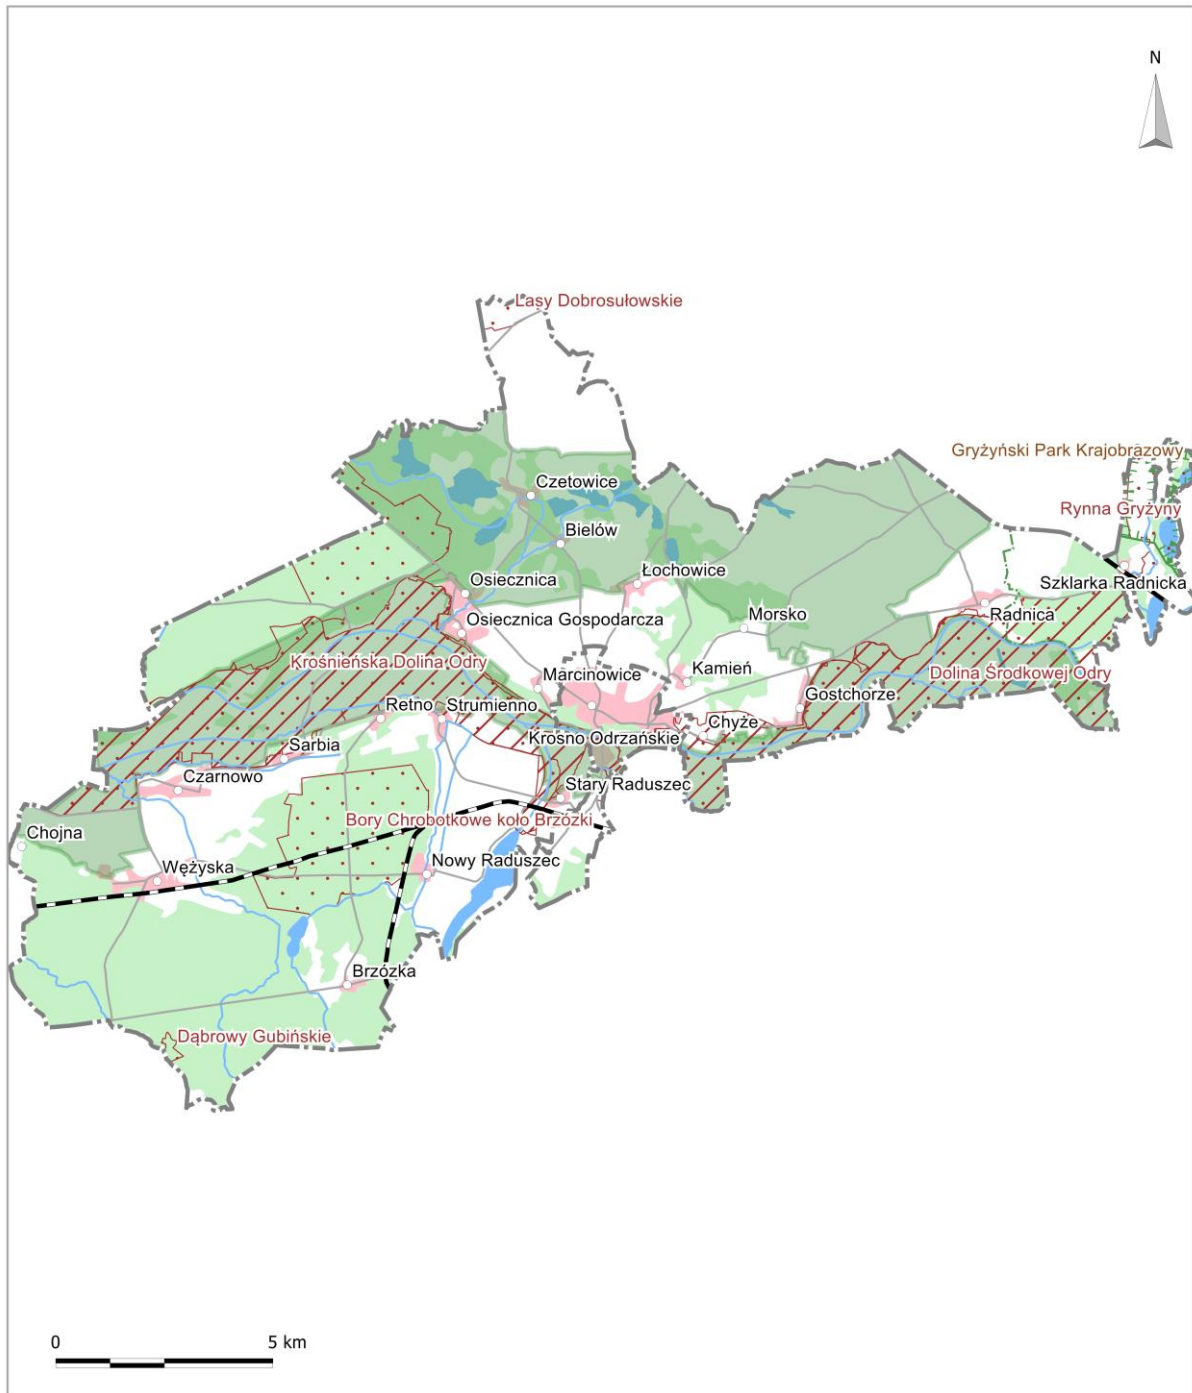 N
Lasy Dobrosułowskie
Gryżyński Park Krajobrazowy
Czetowice
Rynna Gryżyny
Bielów
Osiecznica
Łochowice
Szklarka Radnicka
Osiecznica Gospodarcza
Morsko
Radnica
Krośnieńska Dolina Odry
Marcinowice
Kamień
Dolina Środkowej Odry
Gostchorze
Retno
Strumienno
Chyże
Krosno Odrzańskie
Sarbia
Czarnowo
Stary Raduszec
Bory Chrobotkowe koło Brzózki
Chojna
Wężyska
Nowy Raduszec
Brzózka
Dąbrowy Gubińskie
0 5 km